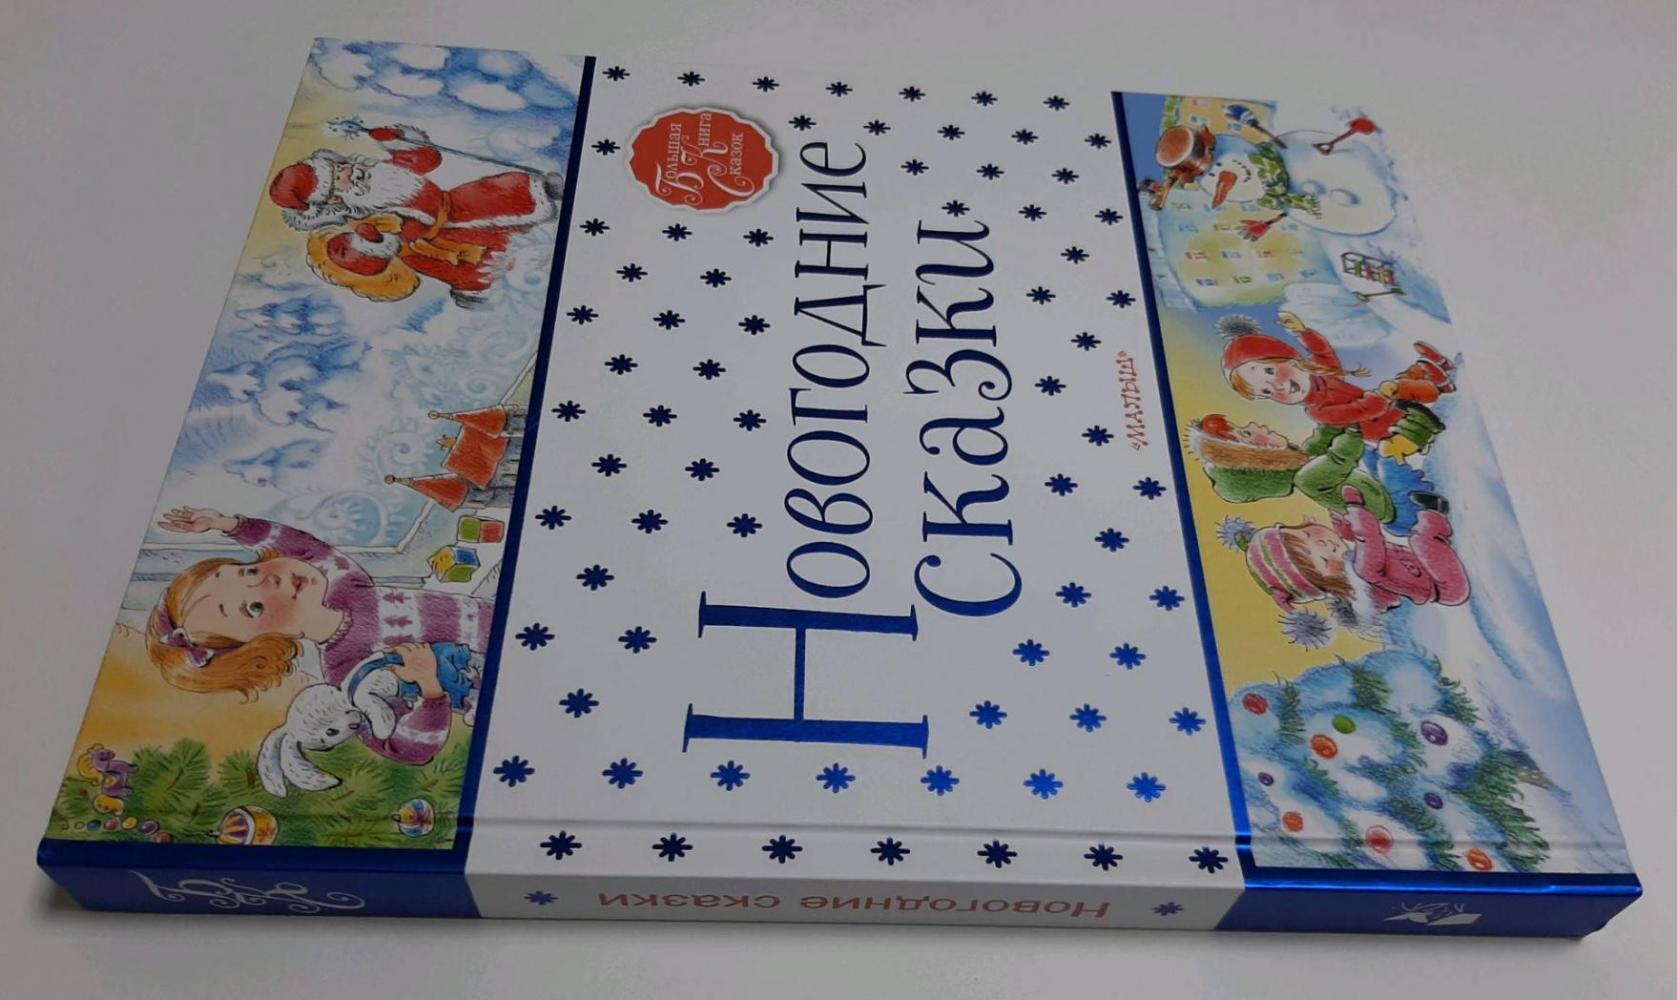 Большая
Книга
Сказок
Новогодние
сказки
«МАЛЫШ»
Новогодние сказки